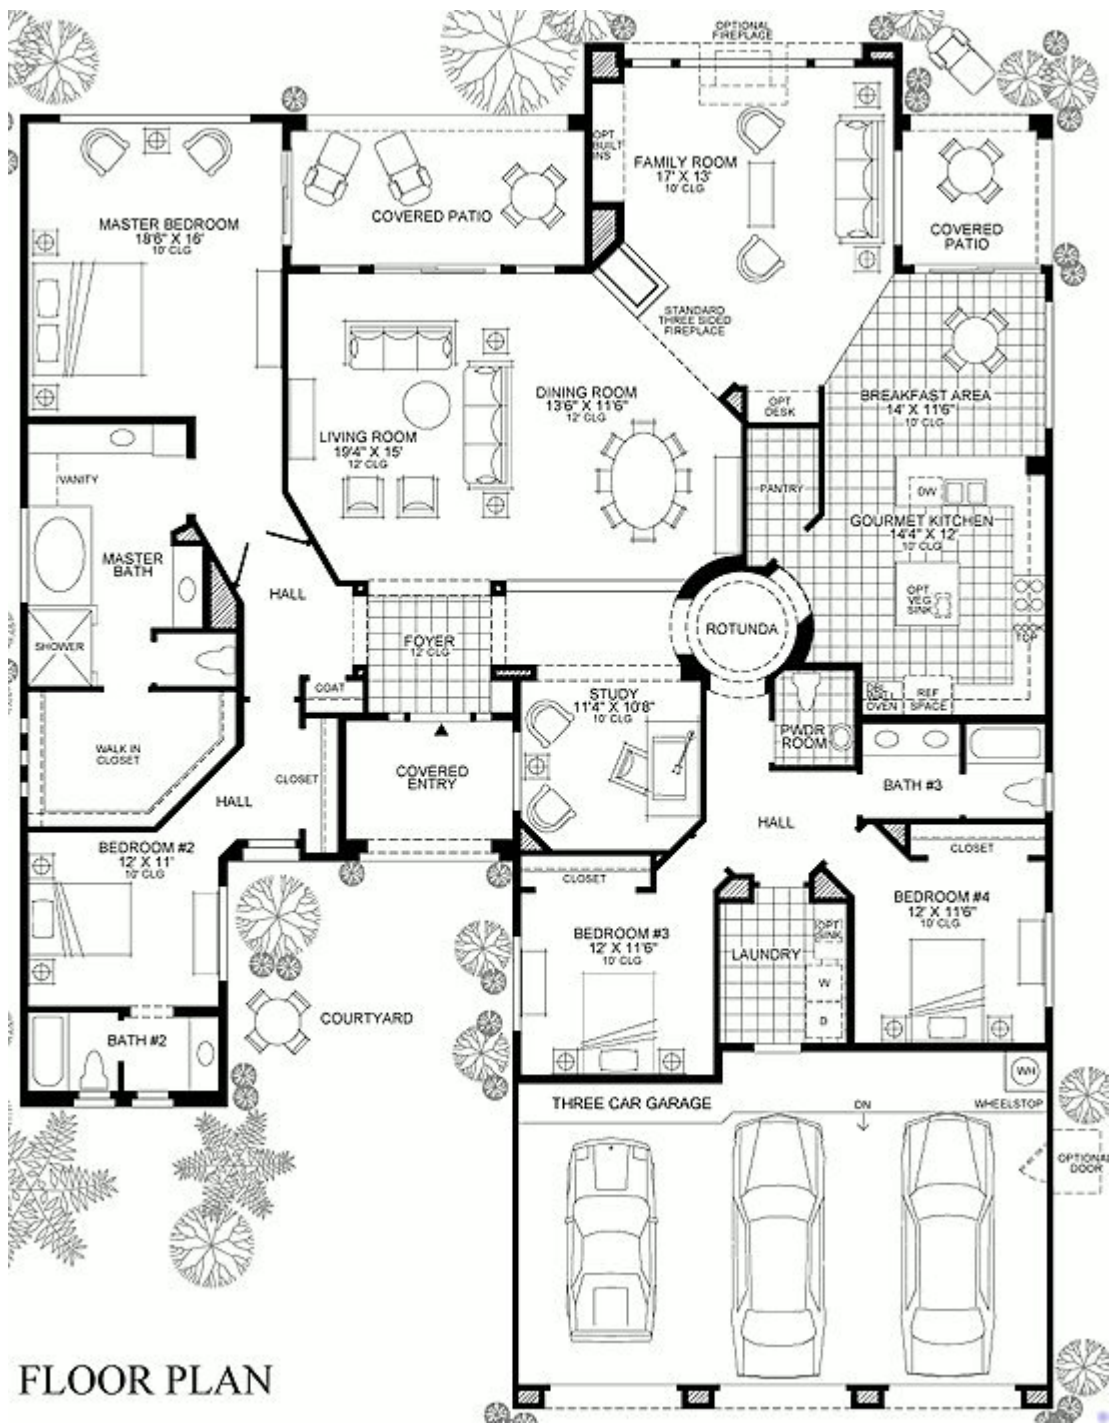 OPTIONAL
FIREPLACE
OPT
BUILT
INS
FAMILY ROOM
17' X 13'
10' CLG
MASTER BEDROOM
18'6" X 16'
10' CLG
COVERED PATIO
COVERED
PATIO
STANDARD
THREE SIDED
FIREPLACE
DINING ROOM
13'6" X 11'6"
12' CLG
OPT
DESK
BREAKFAST AREA
14' X 11'6"
10' CLG
LIVING ROOM
19'4" X 15'
12' CLG
VANITY
PANTRY
DW
GOURMET KITCHEN
14'4" X 12'
10' CLG
MASTER
BATH
HALL
OPT
VEG
SINK
COOK
TOP
SHOWER
FOYER
12' CLG
ROTUNDA
COAT
STUDY
11'4" X 10'8"
10' CLG
DBL
WALL
OVEN
REF
SPACE
PWDR
ROOM
WALK IN
CLOSET
CLOSET
COVERED
ENTRY
BATH #3
HALL
HALL
BEDROOM #2
12' X 11'
10' CLG
CLOSET
CLOSET
BEDROOM #4
12' X 11'6"
10' CLG
BEDROOM #3
12' X 11'6"
10' CLG
OPT
SINK
LAUNDRY
W
D
COURTYARD
BATH #2
WH
THREE CAR GARAGE
DN
WHEELSTOP
OPTIONAL
DOOR
FLOOR PLAN